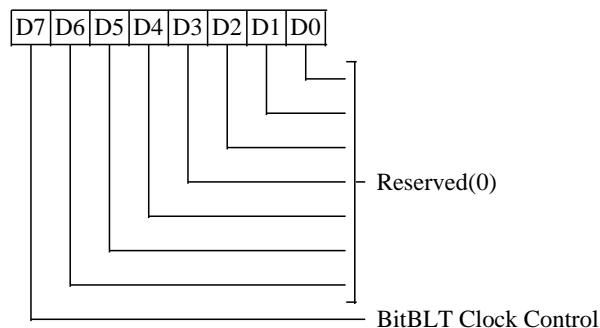 D7 D6 D5 D4 D3 D2 D1 D0
Reserved(0)
BitBLT Clock Control